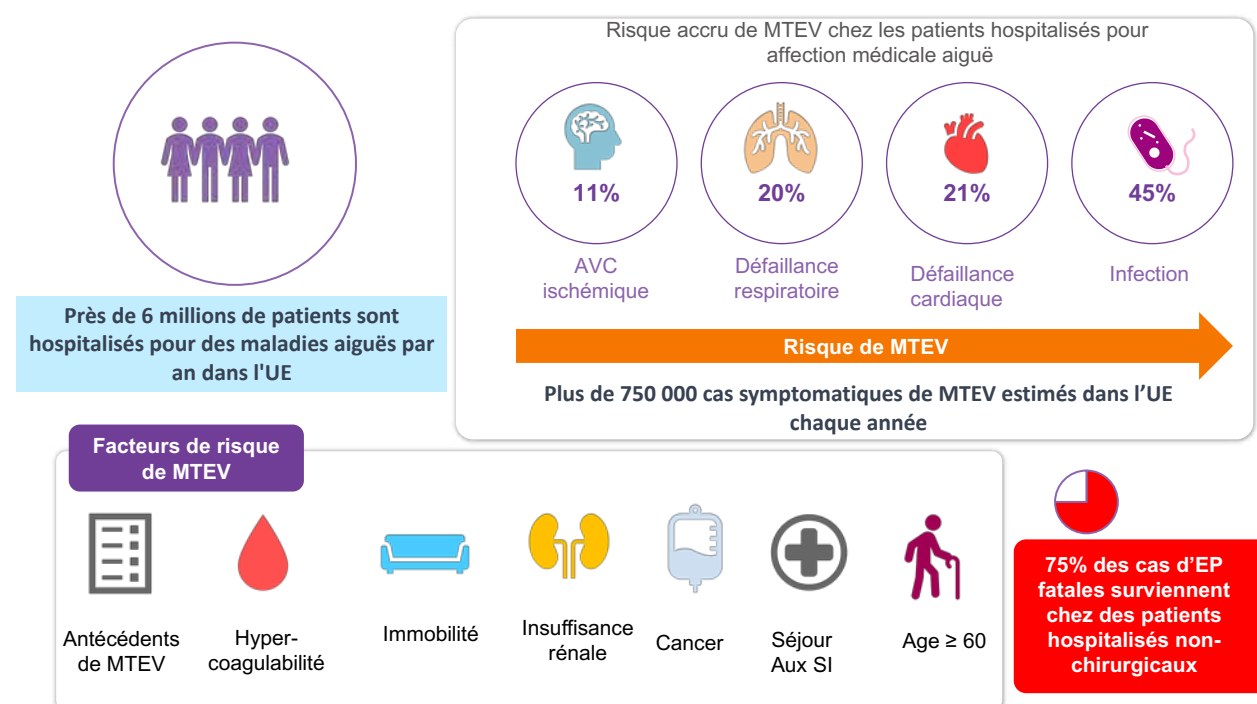 Risque accru de MTEV chez les patients hospitalisés pour
affection médicale aiguë
11%
20%
21%
45%
AVC
ischémique
Défaillance
respiratoire
Défaillance
cardiaque
Infection
Risque de MTEV
Plus de 750 000 cas symptomatiques de MTEV estimés dans l’UE
chaque année
Près de 6 millions de patients sont
hospitalisés pour des maladies aiguës par
an dans l'UE
Facteurs de risque
de MTEV
Antécédents
de MTEV
Hyper-
coagulabilité
Immobilité
Insuffisance
rénale
Cancer
Séjour
Aux SI
Age ≥ 60
75% des cas d’EP
fatales surviennent
chez des patients
hospitalisés non-
chirurgicaux